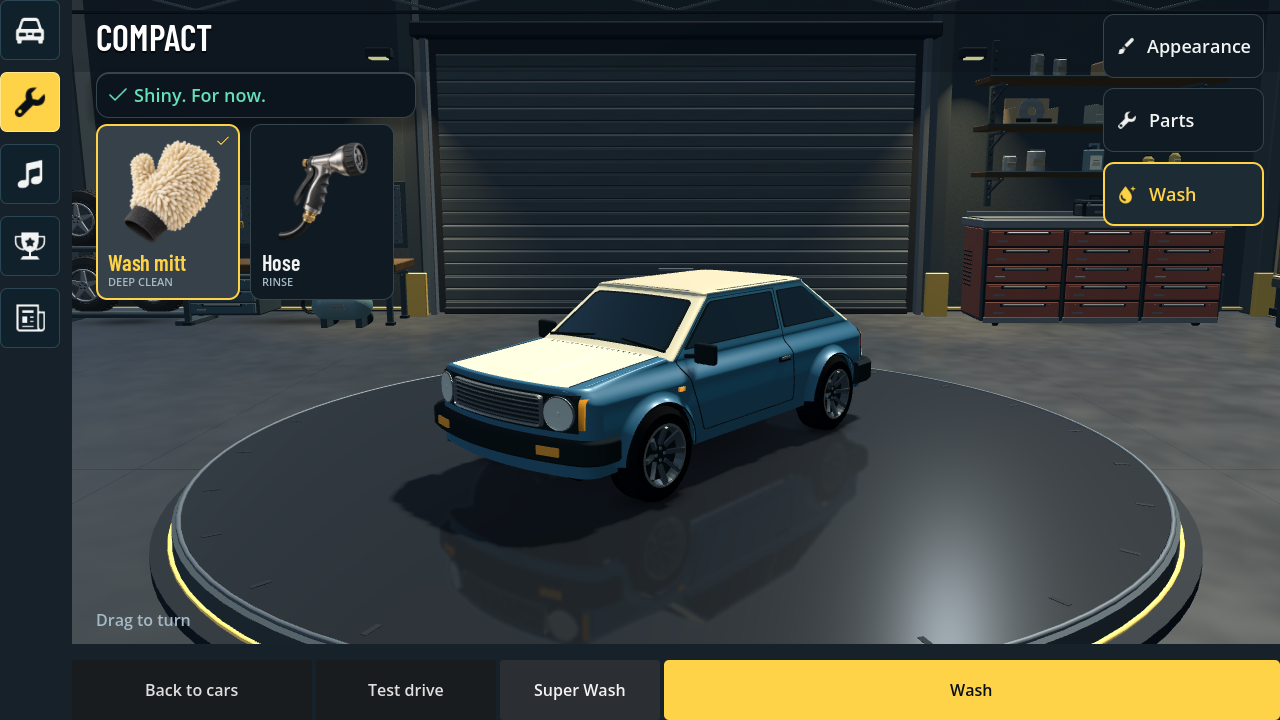 COMPACT
Shiny. For now.
Wash mitt
DEEP CLEAN
Hose
RINSE
Appearance
Parts
Wash
Drag to turn
Back to cars
Test drive
Super Wash
Wash